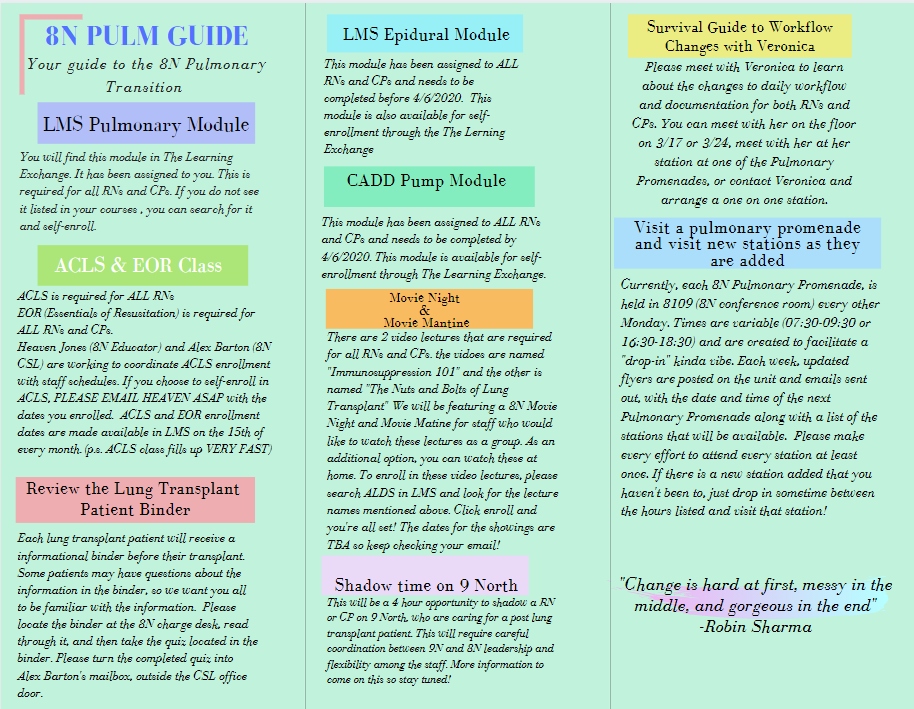 8N PULM GUIDE
Your guide to the 8N Pulmonary
Transition
LMS Pulmonary Module
You will find this module in The Learning
Exchange. It has been assigned to you. This is
required for all RNs and CPs. If you do not see
it listed in your courses , you can search for it
and self-enroll.
ACLS & EOR Class
ACLS is required for ALL RNs
EOR (Essentials of Resusitation) is required for
ALL RNs and CPs.
Heaven Jones (8N Educator) and Alex Barton (8N
CSL) are working to coordinate ACLS enrollment
with staff schedules. If you choose to self-enroll in
ACLS, PLEASE EMAIL HEAVEN ASAP with the
dates you enrolled.  ACLS and EOR enrollment
dates are made available in LMS on the 15th of
every month. (p.s. ACLS class fills up VERY FAST)
Review the Lung Transplant
Patient Binder
Each lung transplant patient will receive a
informational binder before their transplant.
Some patients may have questions about the
information in the binder, so we want you all
to be familiar with the information.  Please
locate the binder at the 8N charge desk, read
through it, and then take the quiz located in the
binder. Please turn the completed quiz into
Alex Barton's mailbox, outside the CSL office
door.
LMS Epidural Module
This module has been assigned to ALL
RNs and CPs and needs to be
completed before 4/6/2020.  This
module is also available for self-
enrollment through the The Lerning
Exchange
CADD Pump Module
This module has been assigned to ALL RNs
and CPs and needs to be completed by
4/6/2020. This module is available for self-
enrollment through The Learning Exchange.
Movie Night
&
Movie Mantine
There are 2 video lectures that are required
for all RNs and CPs. the vidoes are named
"Immunosuppression 101" and the other is
named "The Nuts and Bolts of Lung
Transplant" We will be featuring a 8N Movie
Night and Movie Matine for staff who would
like to watch these lectures as a group. As an
additional option, you can watch these at
home. To enroll in these video lectures, please
search ALDS in LMS and look for the lecture
names mentioned above. Click enroll and
you're all set! The dates for the showings are
TBA so keep checking your email!
Shadow time on 9 North
This will be a 4 hour opportunity to shadow a RN
or CP on 9 North, who are caring for a post lung
transplant patient. This will require careful
coordination between 9N and 8N leadership and
flexibility among the staff. More information to
come on this so stay tuned!
Survival Guide to Workflow
Changes with Veronica
Please meet with Veronica to learn
about the changes to daily workflow
and documentation for both RNs and
CPs. You can meet with her on the floor
on 3/17 or 3/24, meet with her at her
station at one of the Pulmonary
Promenades, or contact Veronica and
arrange a one on one station.
Visit a pulmonary promenade
and visit new stations as they
are added
Currently, each 8N Pulmonary Promenade, is
held in 8109 (8N conference room) every other
Monday. Times are variable (07:30-09:30 or
16:30-18:30) and are created to facilitate a
"drop-in" kinda vibe. Each week, updated
flyers are posted on the unit and emails sent
out, with the date and time of the next
Pulmonary Promenade along with a list of the
stations that will be available.  Please make
every effort to attend every station at least
once. If there is a new station added that you
haven't been to, just drop in sometime between
the hours listed and visit that station!
"Change is hard at first, messy in the
middle, and gorgeous in the end"
-Robin Sharma